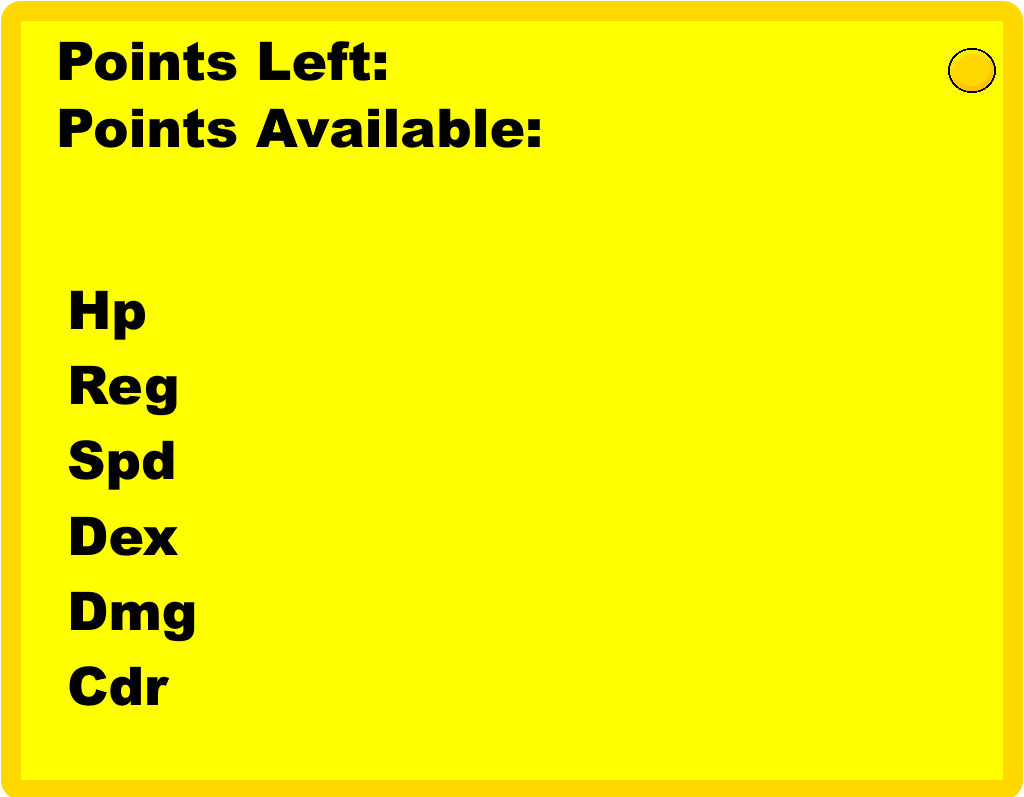 Points Left:
Points Available:
Hp
Reg
Spd
Dex
Dmg
Cdr